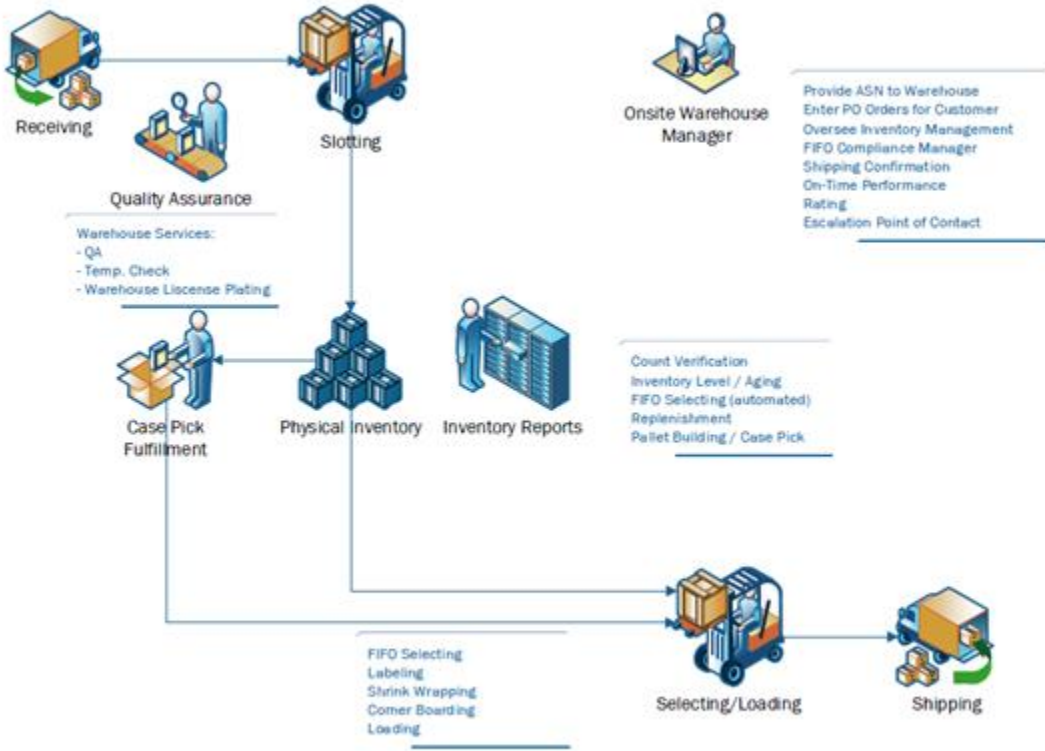 Receiving
Slotting
Onsite Warehouse
Manager
Provide ASN to Warehouse
Enter PO Orders for Customer
Oversee Inventory Management
FIFO Compliance Manager
Shipping Confirmation
On-Time Performance
Rating
Escalation Point of Contact
Quality Assurance
Warehouse Services:
- QA
- Temp. Check
- Warehouse Liscense Plating
Case Pick
Fulfillment
Physical Inventory
Inventory Reports
Count Verification
Inventory Level / Aging
FIFO Selecting (automated)
Replenishment
Pallet Building / Case Pick
FIFO Selecting
Labeling
Shrink Wrapping
Corner Boarding
Loading
Selecting/Loading
Shipping